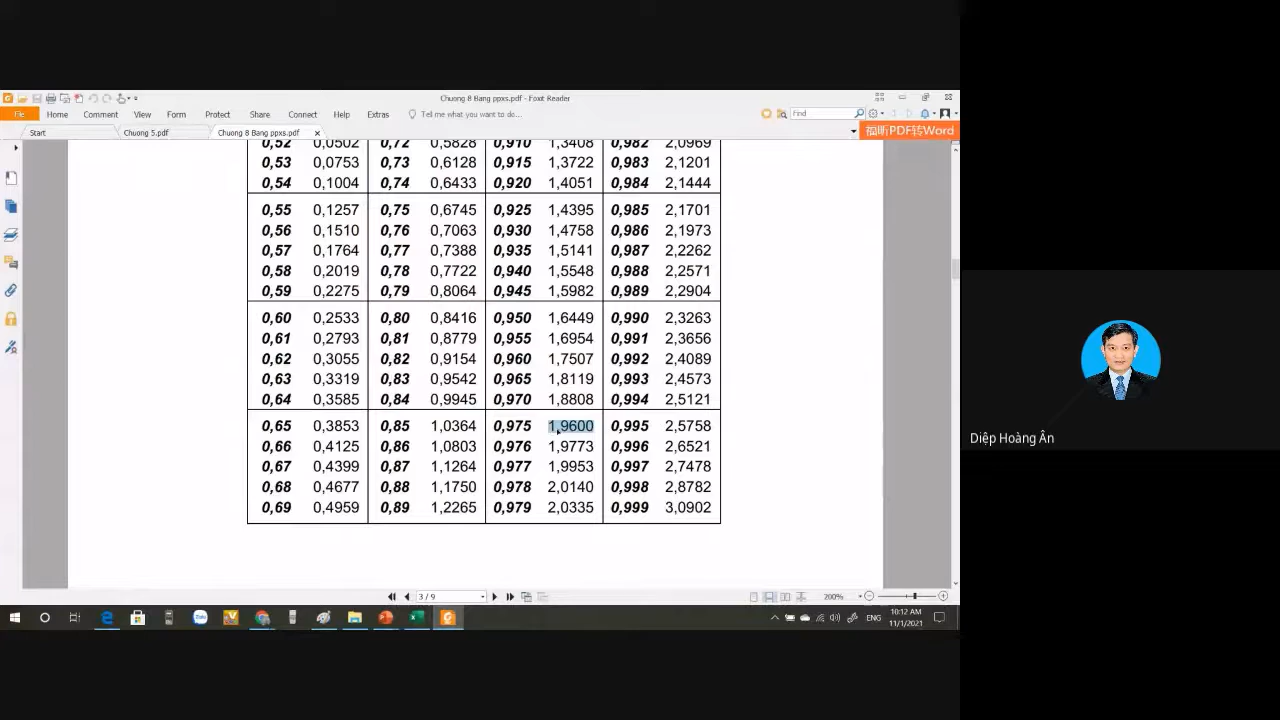 Chuong 8 Bang ppxs.pdf - Foxit Reader
File Home Comment View Form Protect Share Connect Help Extras Tell me what you want to do... Find
Start Chuong 5.pdf Chuong 8 Bang ppxs.pdf
福昕PDF转Word
0,52 0,0502 0,72 0,5828 0,910 1,3408 0,982 2,0969
0,53 0,0753 0,73 0,6128 0,915 1,3722 0,983 2,1201
0,54 0,1004 0,74 0,6433 0,920 1,4051 0,984 2,1444
0,55 0,1257 0,75 0,6745 0,925 1,4395 0,985 2,1701
0,56 0,1510 0,76 0,7063 0,930 1,4758 0,986 2,1973
0,57 0,1764 0,77 0,7388 0,935 1,5141 0,987 2,2262
0,58 0,2019 0,78 0,7722 0,940 1,5548 0,988 2,2571
0,59 0,2275 0,79 0,8064 0,945 1,5982 0,989 2,2904
0,60 0,2533 0,80 0,8416 0,950 1,6449 0,990 2,3263
0,61 0,2793 0,81 0,8779 0,955 1,6954 0,991 2,3656
0,62 0,3055 0,82 0,9154 0,960 1,7507 0,992 2,4089
0,63 0,3319 0,83 0,9542 0,965 1,8119 0,993 2,4573
0,64 0,3585 0,84 0,9945 0,970 1,8808 0,994 2,5121
0,65 0,3853 0,85 1,0364 0,975 1,9600 0,995 2,5758
0,66 0,4125 0,86 1,0803 0,976 1,9773 0,996 2,6521
0,67 0,4399 0,87 1,1264 0,977 1,9953 0,997 2,7478
0,68 0,4677 0,88 1,1750 0,978 2,0140 0,998 2,8782
0,69 0,4959 0,89 1,2265 0,979 2,0335 0,999 3,0902
Diệp Hoàng Ân
3 / 9 200%
Zalo ENG 10:12 AM
11/1/2021